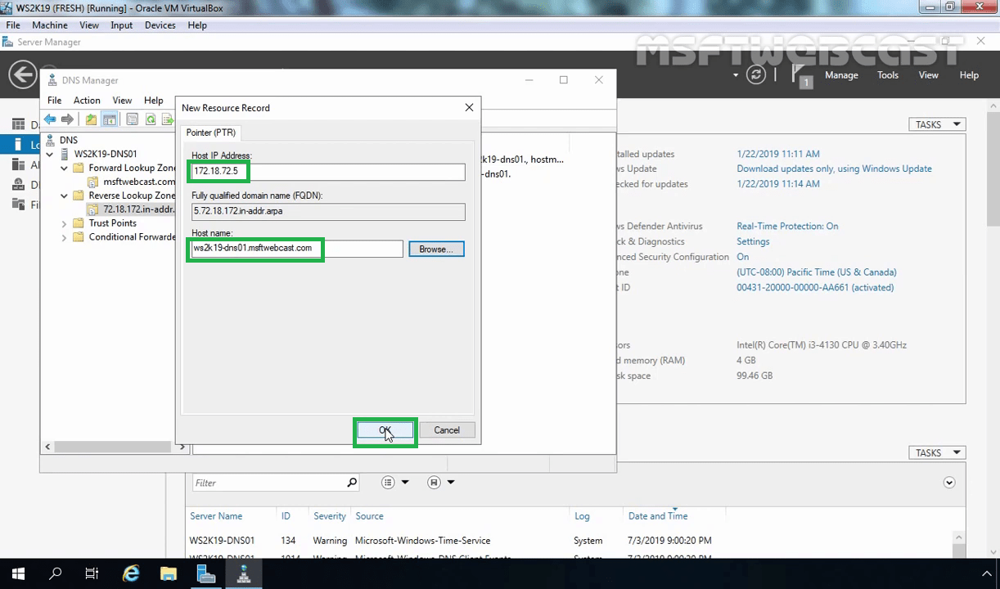 WS2K19 (FRESH) [Running] - Oracle VM VirtualBox
File Machine View Input Devices Help
Server Manager
MSFTWEBCAST
1 Manage Tools View Help
DNS Manager
File Action View Help
New Resource Record
Pointer (PTR)
Host IP Address:
172.18.72.5
Fully qualified domain name (FQDN):
5.72.18.172.in-addr.arpa
Host name:
ws2k19-dns01.msftwebcast.com
Browse...
OK Cancel
DNS
WS2K19-DNS01
Forward Lookup Zone
msftwebcast.com
Reverse Lookup Zone
72.18.172.in-addr.
Trust Points
Conditional Forwarde
k19-dns01., hostm...
-dns01.
TASKS
talled updates 1/22/2019 11:11 AM
s Update Download updates only, using Windows Update
hecked for updates 1/22/2019 11:14 AM
ws Defender Antivirus Real-Time Protection: On
ck & Diagnostics Settings
ced Security Configuration On
one (UTC-08:00) Pacific Time (US & Canada)
t ID 00431-20000-00000-AA661 (activated)
ors Intel(R) Core(TM) i3-4130 CPU @ 3.40GHz
d memory (RAM) 4 GB
sk space 99.46 GB
TASKS
Filter
Server Name ID Severity Source Log Date and Time
WS2K19-DNS01 134 Warning Microsoft-Windows-Time-Service System 7/3/2019 9:00:20 PM